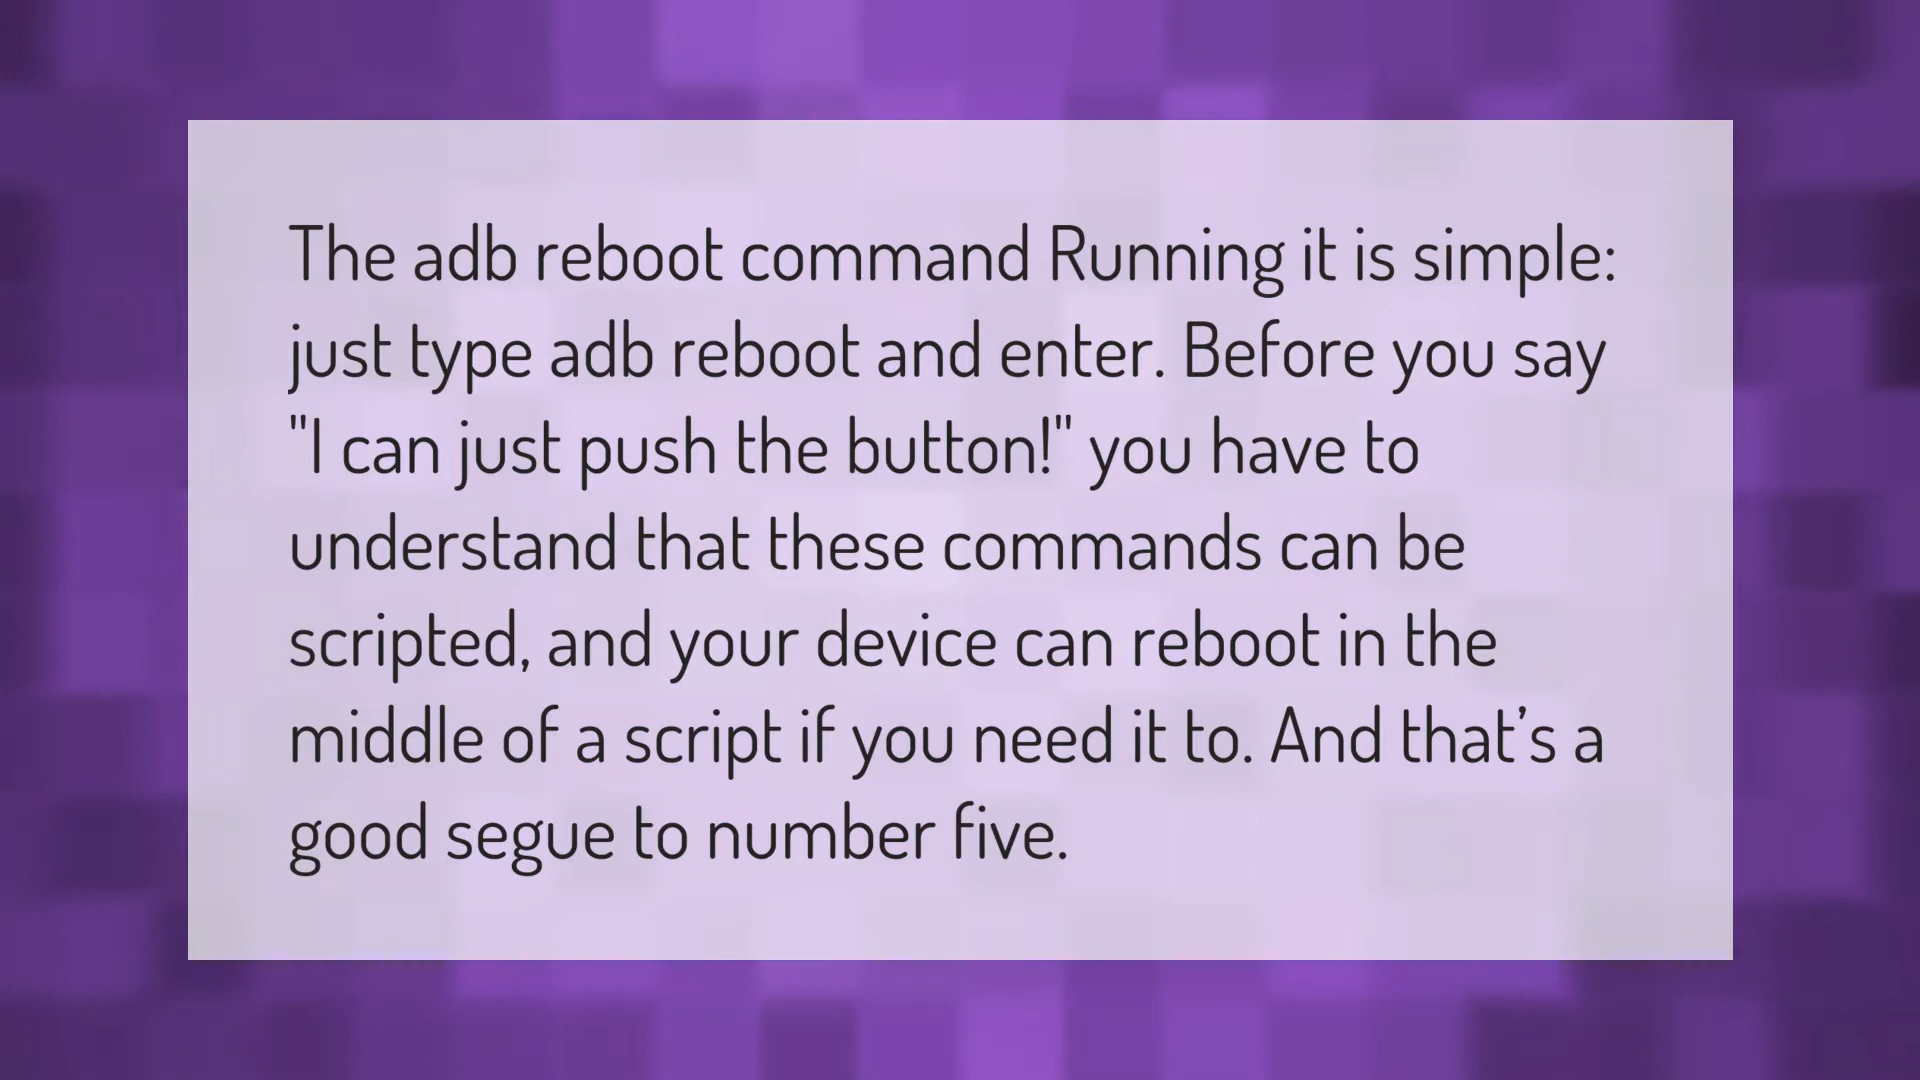 The adb reboot command Running it is simple:
just type adb reboot and enter. Before you say
"I can just push the button!" you have to
understand that these commands can be
scripted, and your device can reboot in the
middle of a script if you need it to. And that’s a
good segue to number five.